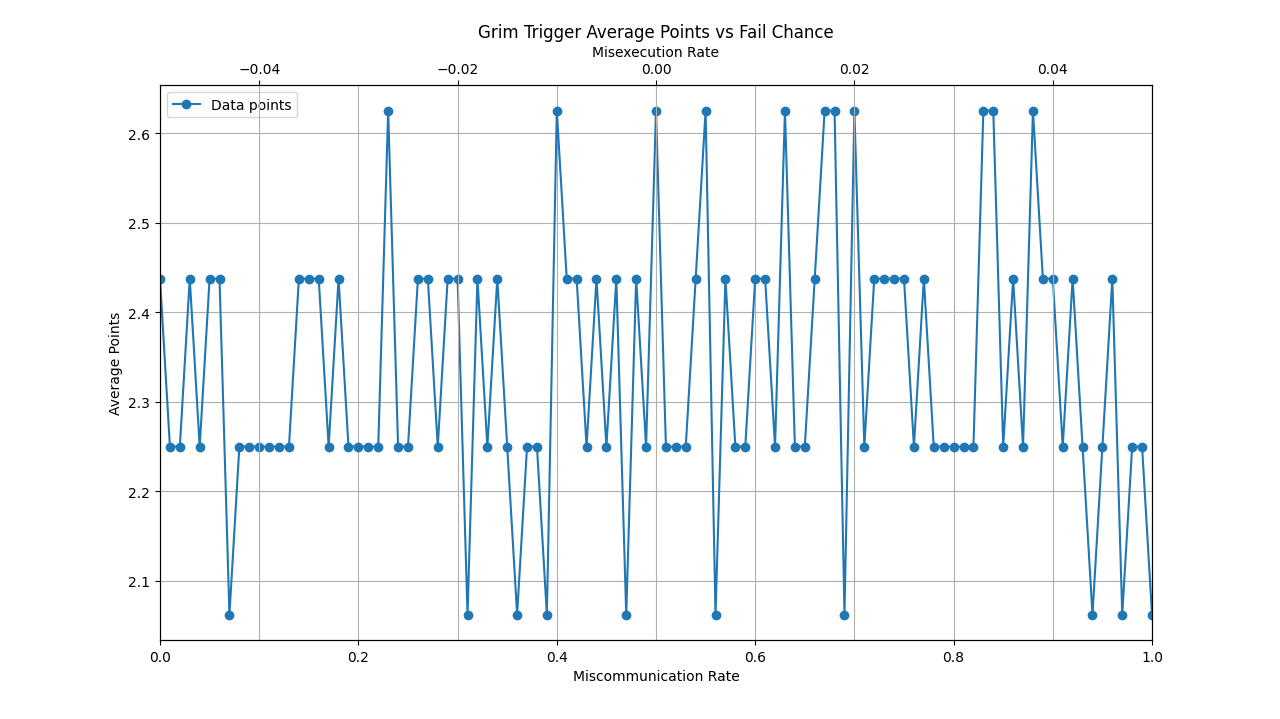 Grim Trigger Average Points vs Fail Chance
Misexecution Rate
−0.04 −0.02 0.00 0.02 0.04
Data points
2.6
2.5
2.4
2.3
2.2
2.1
Average Points
0.0 0.2 0.4 0.6 0.8 1.0
Miscommunication Rate